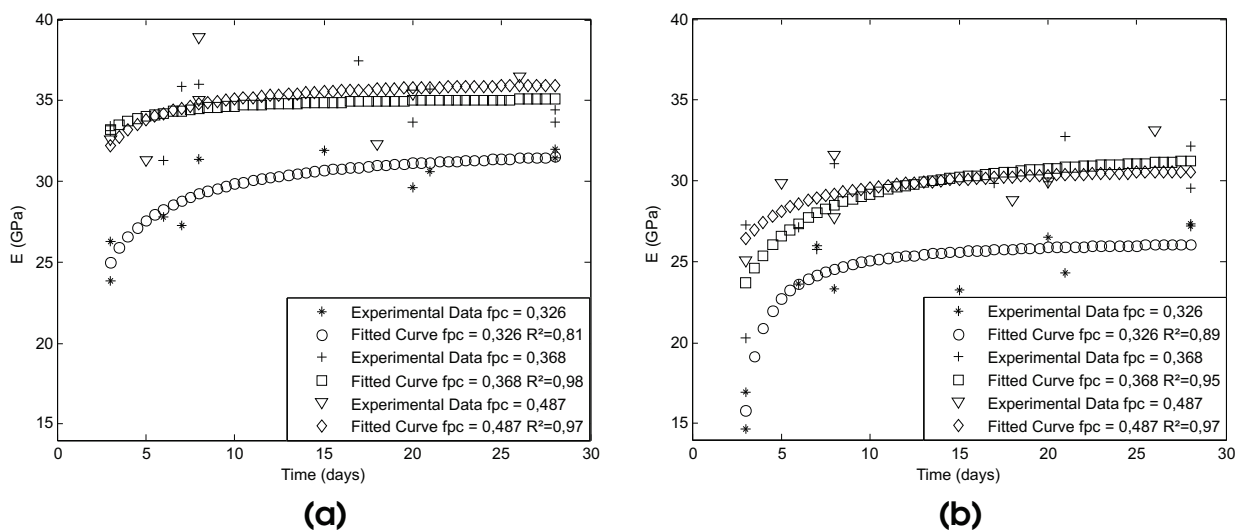 40
35
30
25
20
15
E (GPa)
Experimental Data fpc = 0,326
Fitted Curve fpc = 0,326 R²=0,81
Experimental Data fpc = 0,368
Fitted Curve fpc = 0,368 R²=0,98
Experimental Data fpc = 0,487
Fitted Curve fpc = 0,487 R²=0,97
0 5 10 15 20 25 30
Time (days)
(a)
40
35
30
25
20
15
E (GPa)
Experimental Data fpc = 0,326
Fitted Curve fpc = 0,326 R²=0,89
Experimental Data fpc = 0,368
Fitted Curve fpc = 0,368 R²=0,95
Experimental Data fpc = 0,487
Fitted Curve fpc = 0,487 R²=0,97
0 5 10 15 20 25 30
Time (days)
(b)